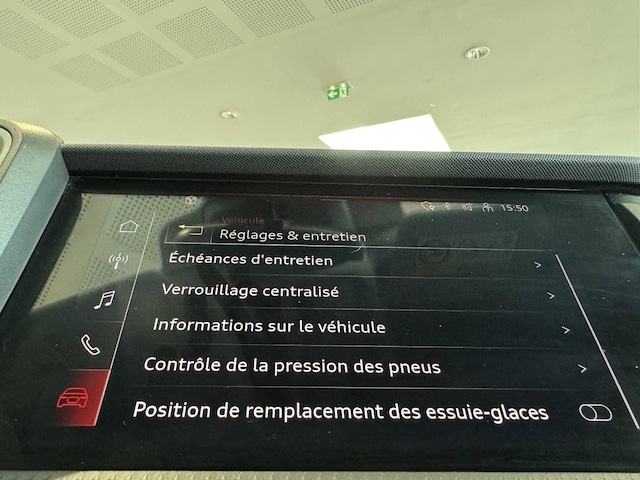 15:50
Véhicule
Réglages & entretien
Échéances d'entretien
Verrouillage centralisé
Informations sur le véhicule
Contrôle de la pression des pneus
Position de remplacement des essuie-glaces